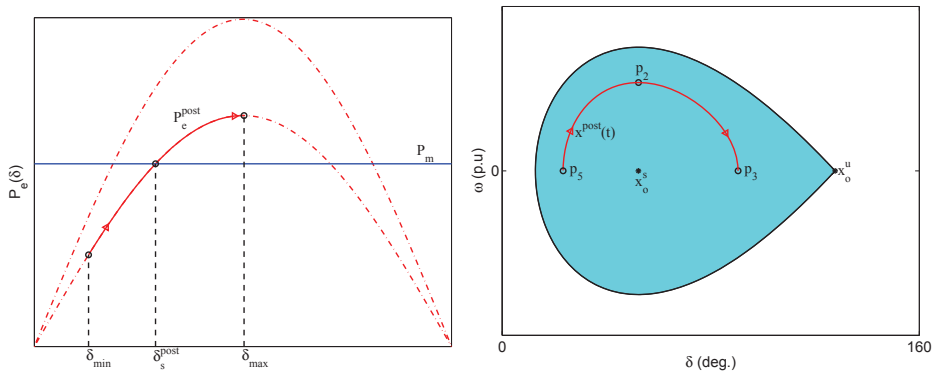 P_e(δ)
P_e^post
P_m
δ_min
δ_s^post
δ_max
ω (p.u)
0
p_2
x^post(t)
p_5
x_o^s
p_3
x_o^u
0
δ (deg.)
160